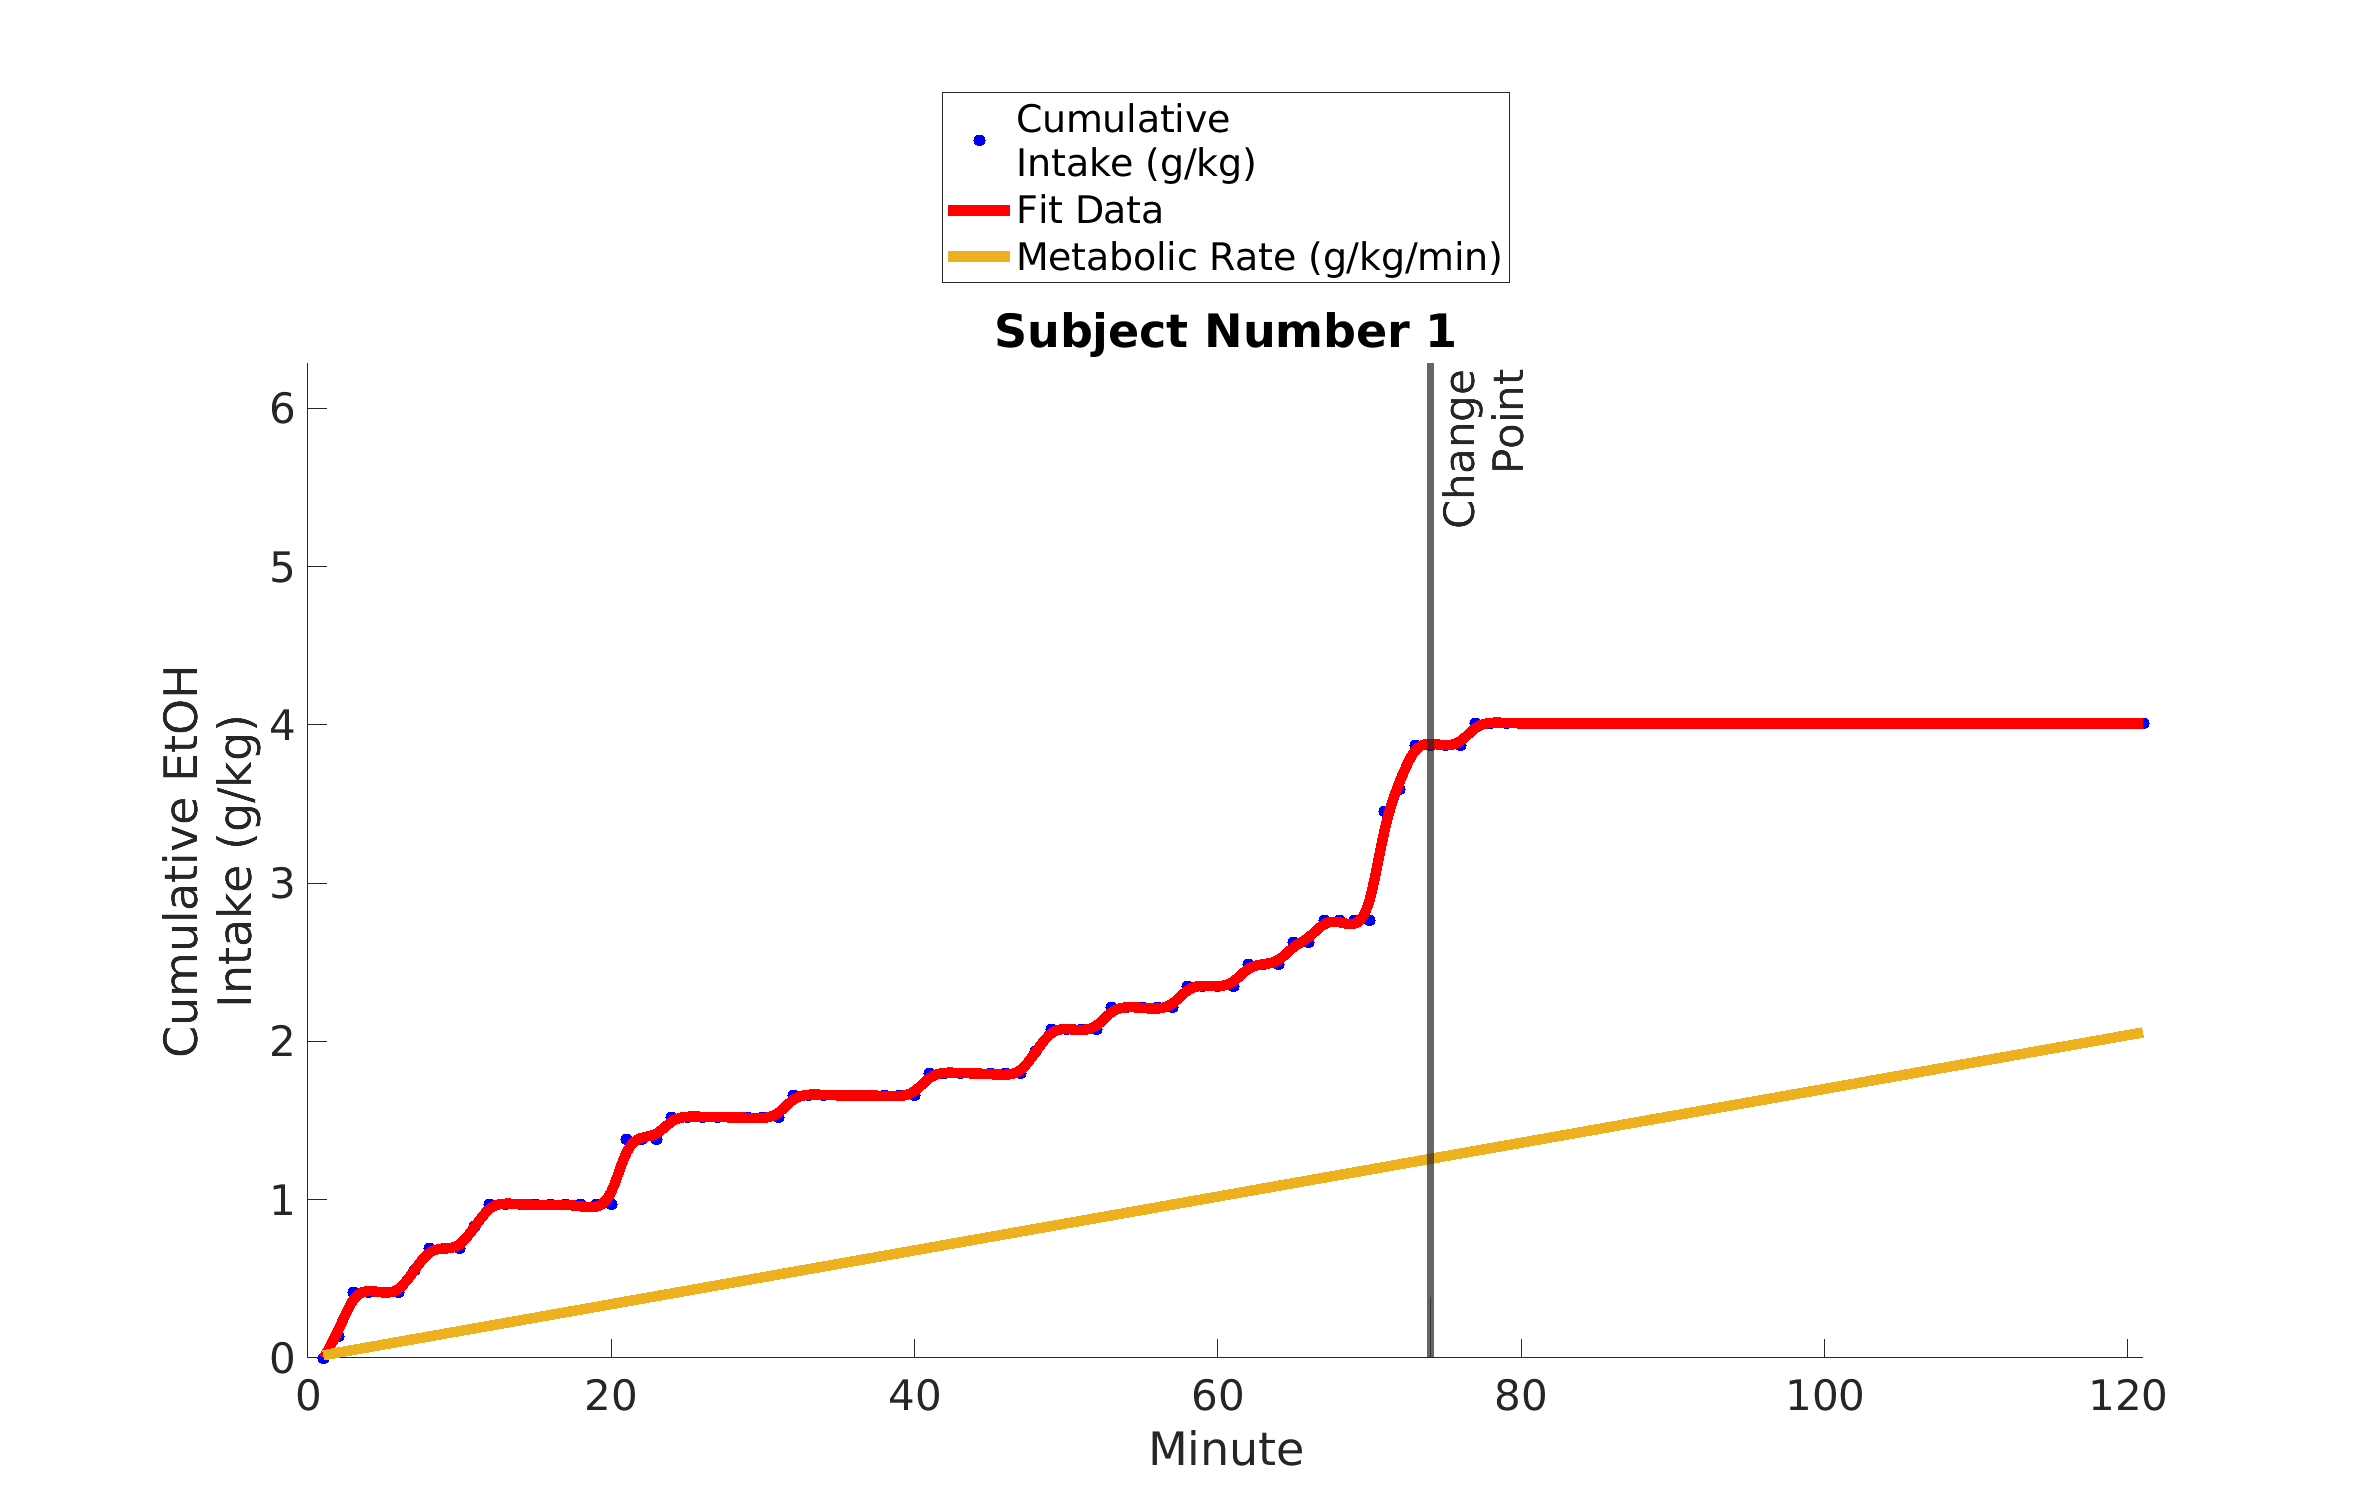 Cumulative
Intake (g/kg)
Fit Data
Metabolic Rate (g/kg/min)
Subject Number 1
Change
Point
6
5
4
3
2
1
0
Cumulative EtOH
Intake (g/kg)
0 20 40 60 80 100 120
Minute